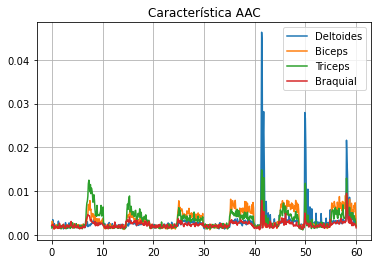 Característica AAC
Deltoides
Biceps
Triceps
Braquial
0.04
0.03
0.02
0.01
0.00
0 10 20 30 40 50 60